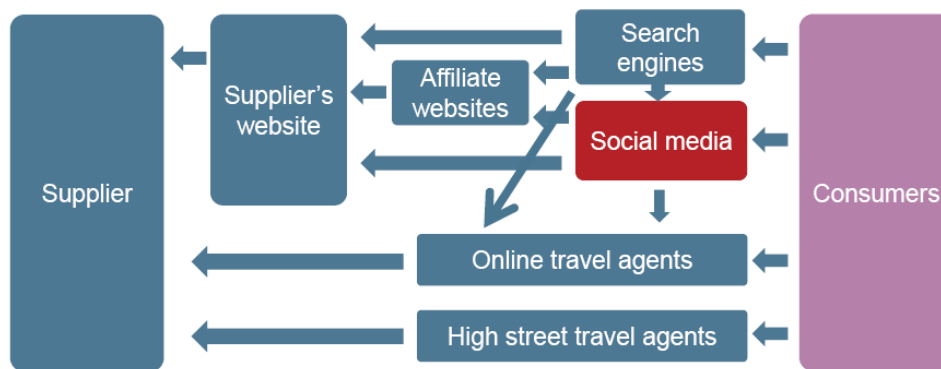 Supplier
Supplier's
website
Affiliate
websites
Search
engines
Social media
Online travel agents
High street travel agents
Consumers